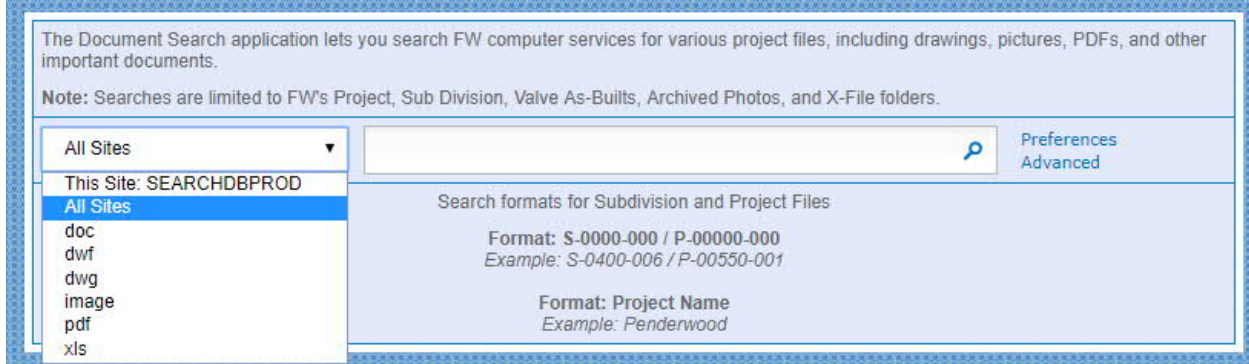 The Document Search application lets you search FW computer services for various project files, including drawings, pictures, PDFs, and other
important documents.
Note: Searches are limited to FW's Project, Sub Division, Valve As-Builts, Archived Photos, and X-File folders.
All Sites
Preferences
Advanced
This Site: SEARCHDBPROD
All Sites
doc
dwf
dwg
image
pdf
xls
Search formats for Subdivision and Project Files
Format: S-0000-000 / P-00000-000
Example: S-0400-006 / P-00550-001
Format: Project Name
Example: Penderwood